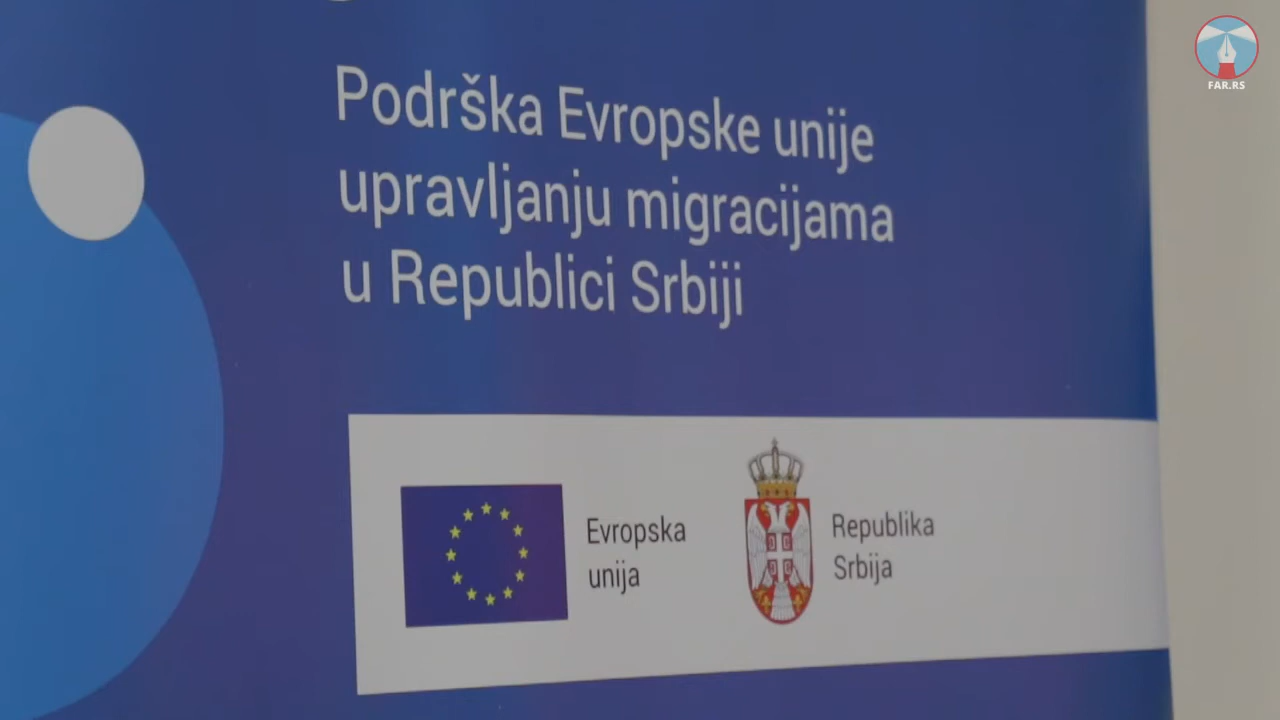 FAR.RS
Podrška Evropske unije
upravljanju migracijama
u Republici Srbiji
Evropska
unija
Republika
Srbija